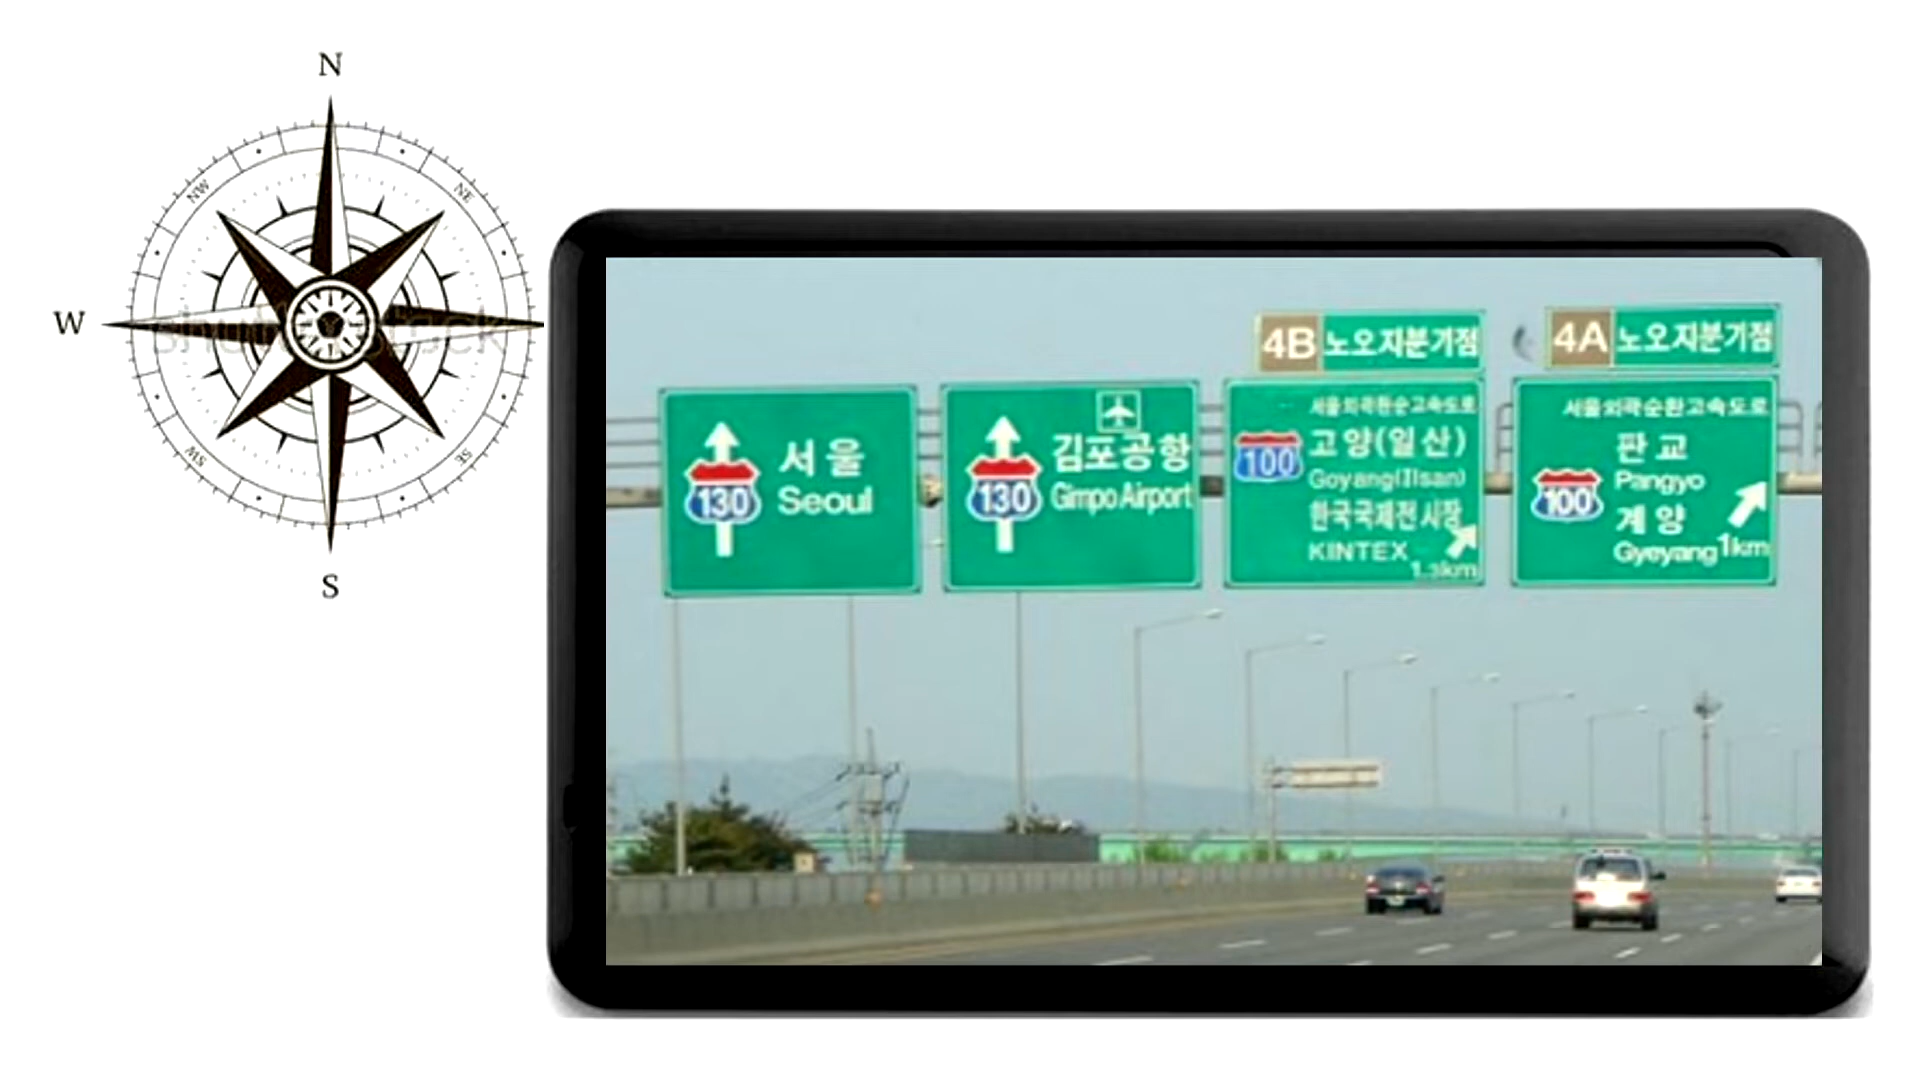 N
NW
NE
W
SW
SE
S
4B 노오지분기점
4A 노오지분기점
130
서울
Seoul
130
김포공항
Gimpo Airport
서울외곽순환고속도로
100
고양(일산)
Goyang(Ilsan)
한국국제전시장
KINTEX
서울외곽순환고속도로
100
판교
Pangyo
계양
Gyeyang 1km